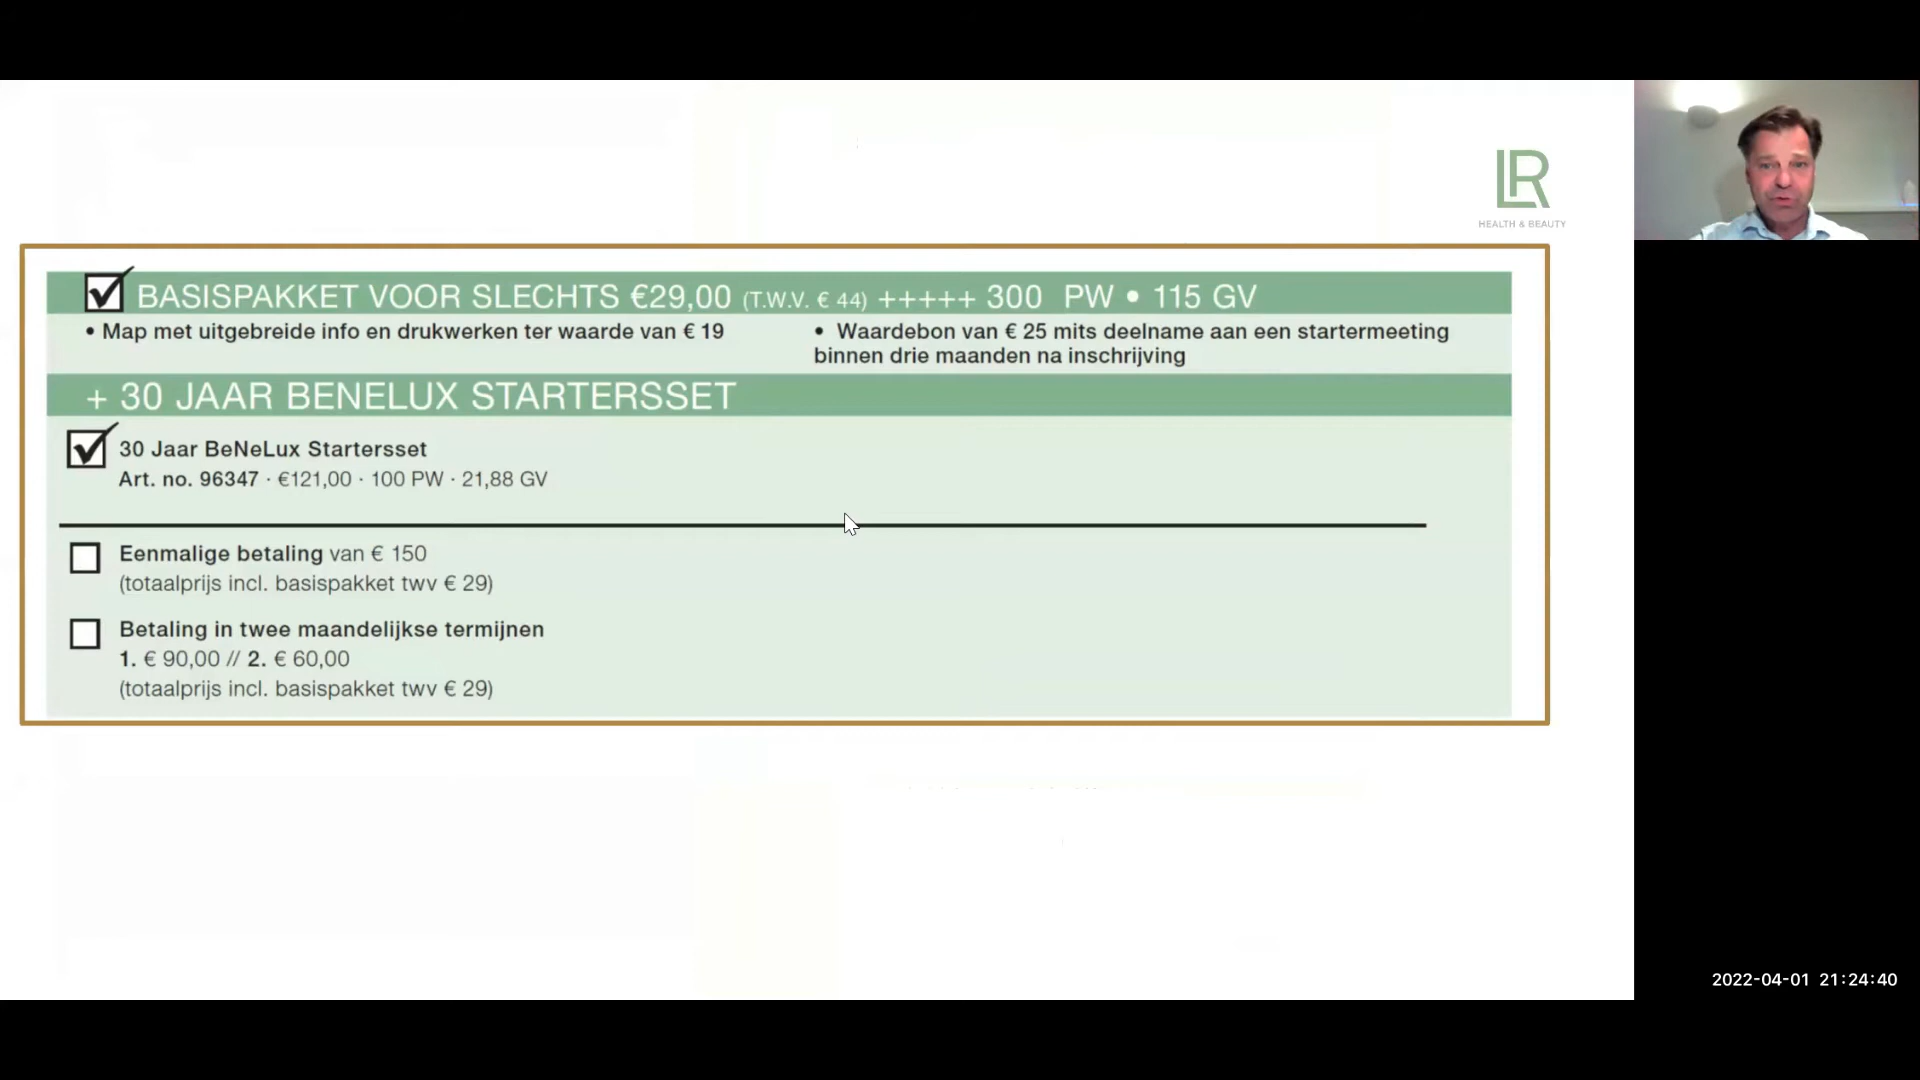 LR
HEALTH & BEAUTY
BASISPAKKET VOOR SLECHTS €29,00 (T.W.V. € 44) +++++ 300 PW • 115 GV
• Map met uitgebreide info en drukwerken ter waarde van € 19
• Waardebon van € 25 mits deelname aan een startermeeting
binnen drie maanden na inschrijving
+ 30 JAAR BENELUX STARTERSSET
30 Jaar BeNeLux Startersset
Art. no. 96347 · €121,00 · 100 PW · 21,88 GV
Eenmalige betaling van € 150
(totaalprijs incl. basispakket twv € 29)
Betaling in twee maandelijkse termijnen
1. € 90,00 // 2. € 60,00
(totaalprijs incl. basispakket twv € 29)
2022-04-01 21:24:40